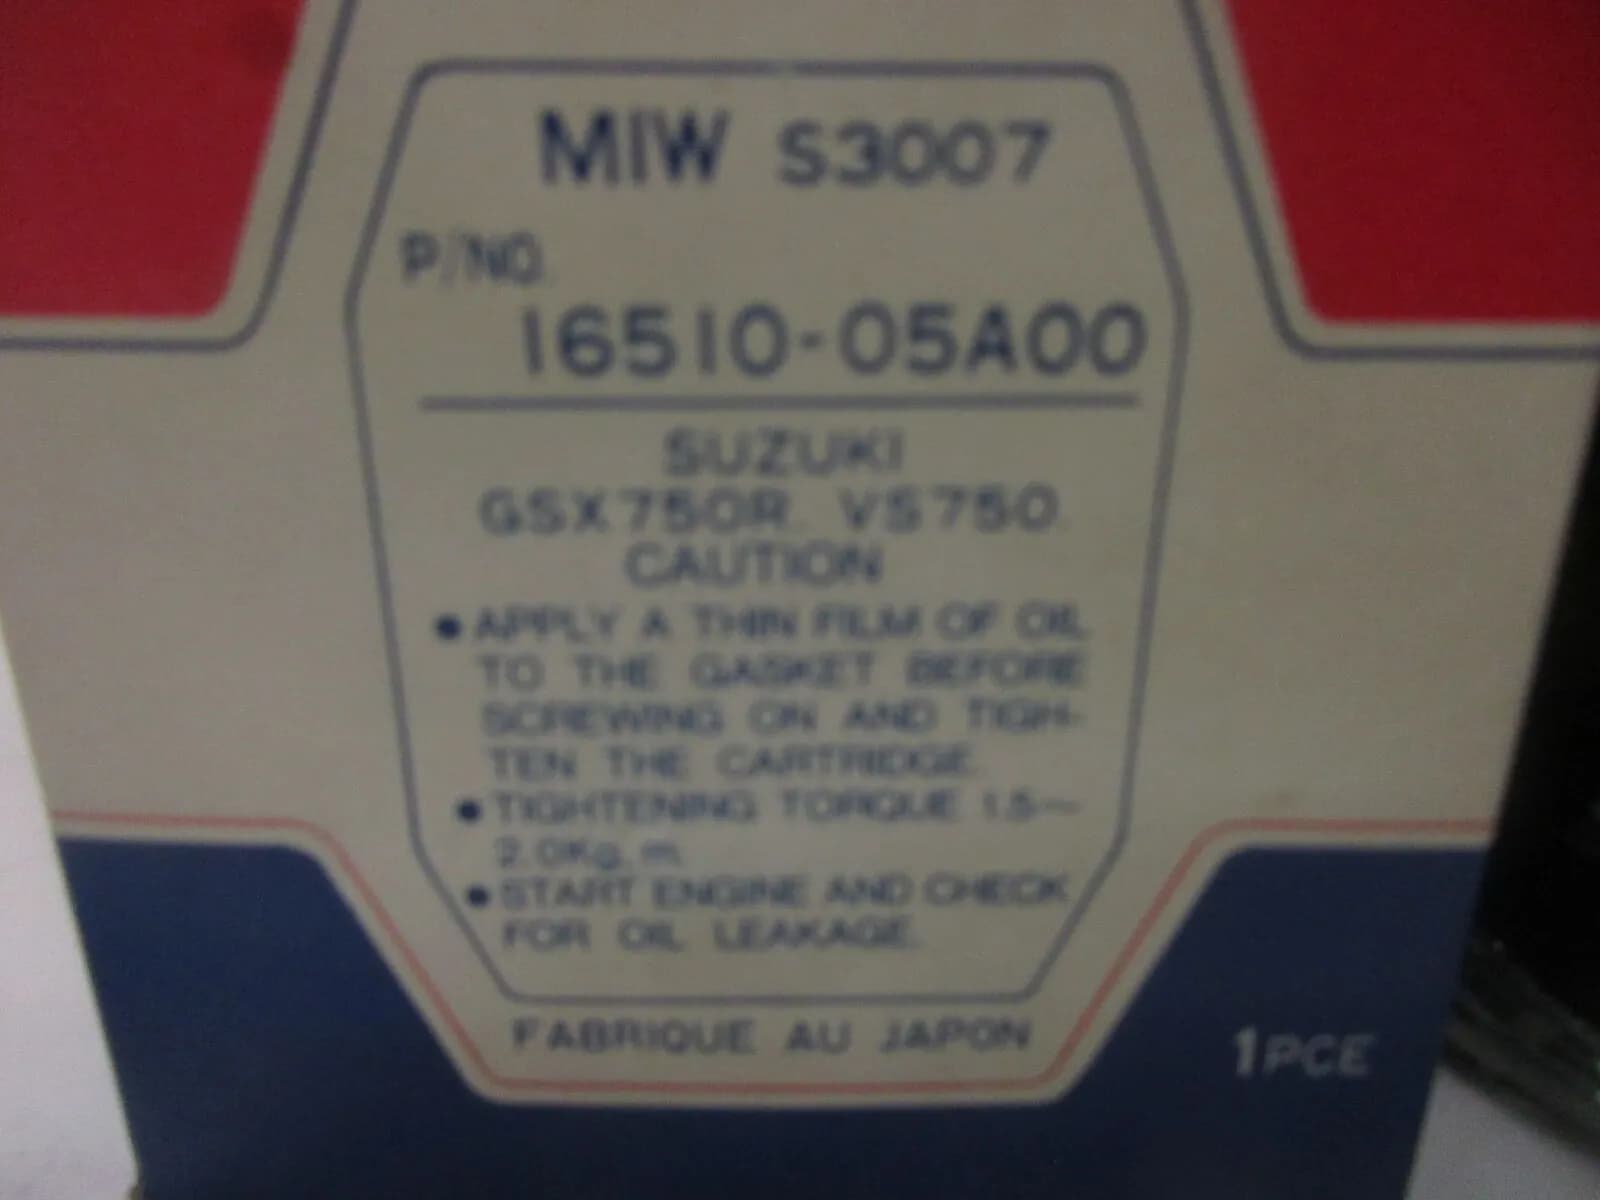 MIW S3007
P/NO.
16510-05A00
SUZUKI
GSX750R. VS750.
CAUTION
● APPLY A THIN FILM OF OIL
TO THE GASKET BEFORE
SCREWING ON AND TIGH-
TEN THE CARTRIDGE.
● TIGHTENING TORQUE 1.5—
2.0Kg.m.
● START ENGINE AND CHECK
FOR OIL LEAKAGE.
FABRIQUE AU JAPON
1PCE